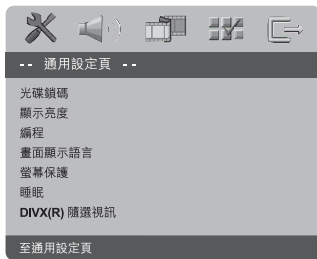 -- 通用設定頁 --
光碟鎖碼
顯示亮度
編程
畫面顯示語言
螢幕保護
睡眠
DIVX(R) 隨選視訊
至通用設定頁